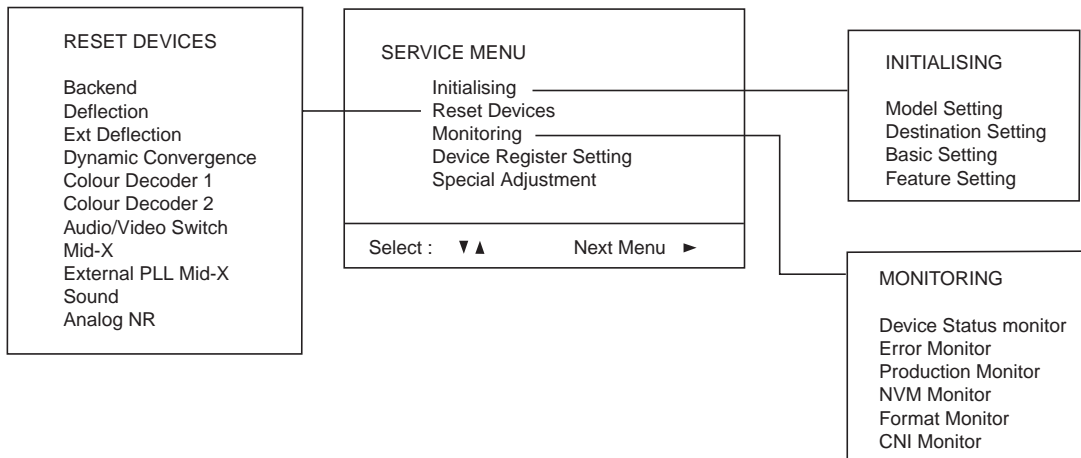 RESET DEVICES
Backend
Deflection
Ext Deflection
Dynamic Convergence
Colour Decoder 1
Colour Decoder 2
Audio/Video Switch
Mid-X
External PLL Mid-X
Sound
Analog NR
SERVICE MENU
Initialising
Reset Devices
Monitoring
Device Register Setting
Special Adjustment
Select : ▼▲ Next Menu ►
INITIALISING
Model Setting
Destination Setting
Basic Setting
Feature Setting
MONITORING
Device Status monitor
Error Monitor
Production Monitor
NVM Monitor
Format Monitor
CNI Monitor